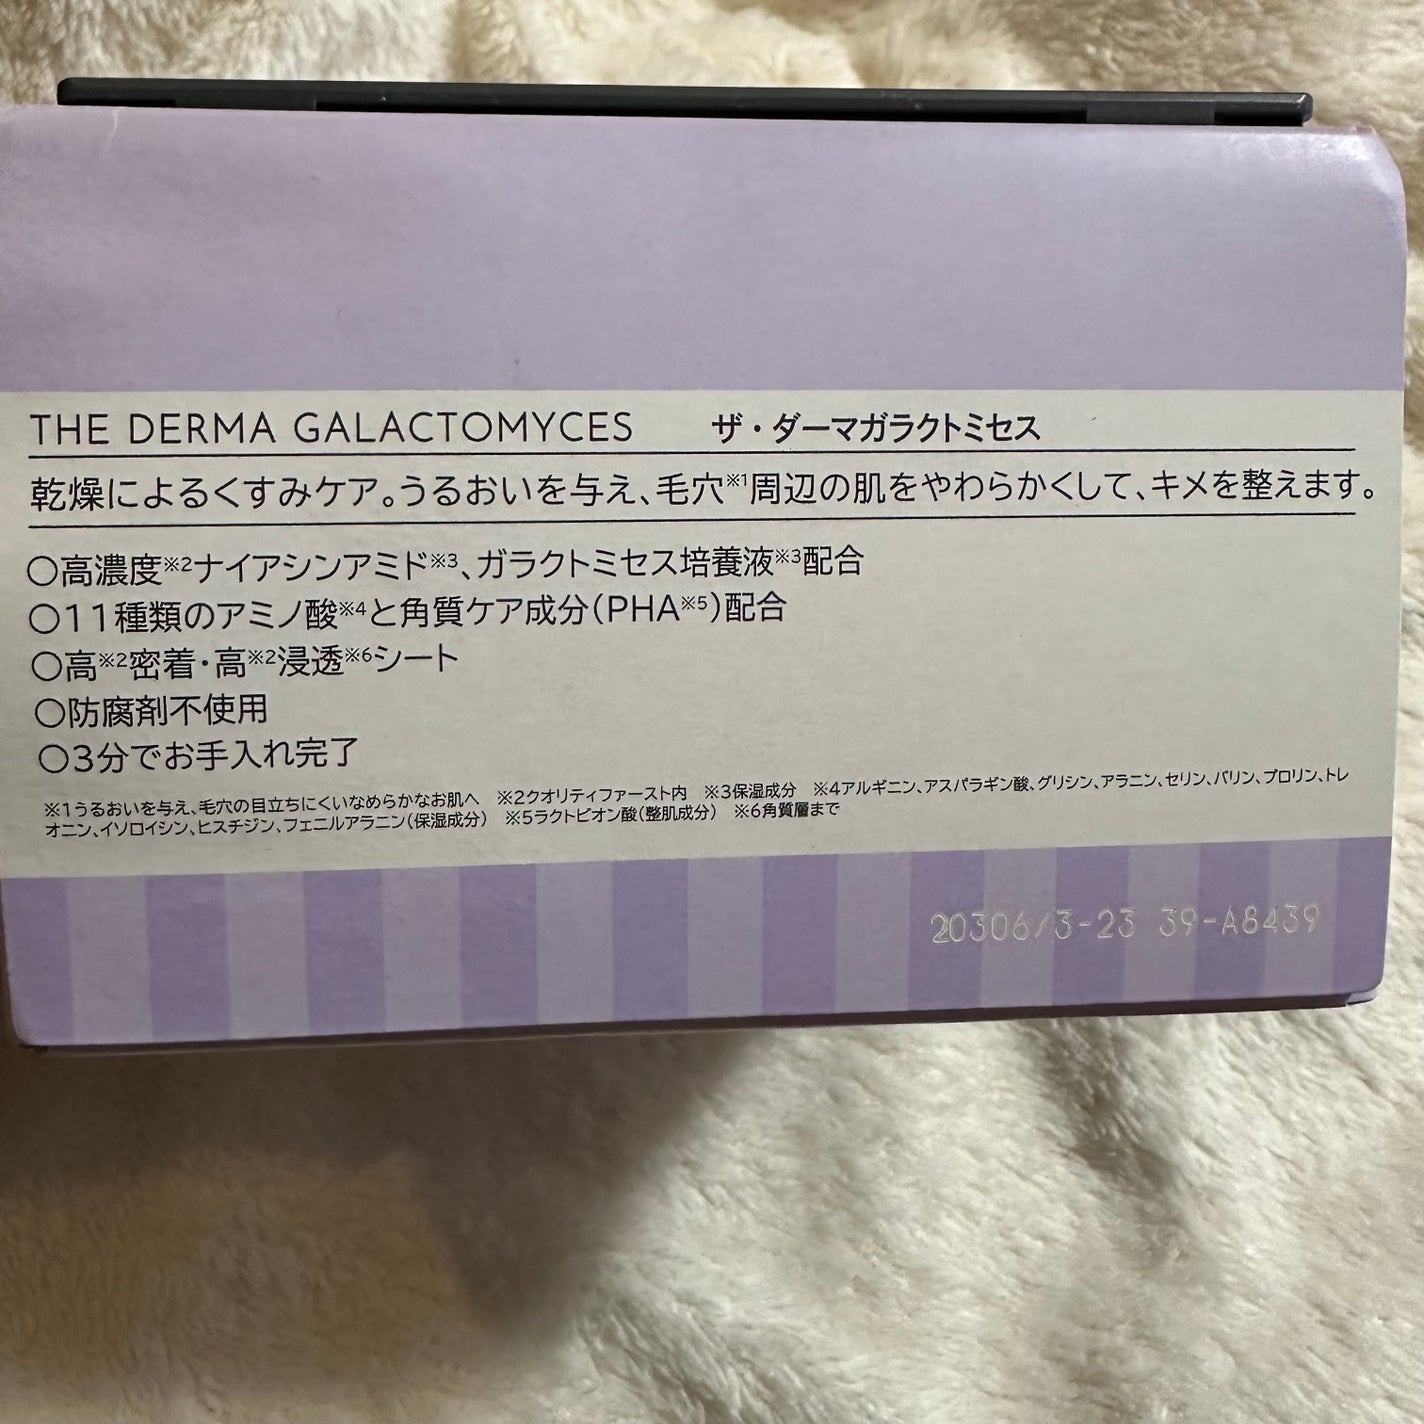 THE DERMA GALACTOMYCES ザ・ダーマガラクトミセス
乾燥によるくすみケア。うるおいを与え、毛穴※1周辺の肌をやわらかくして、キメを整えます。
○高濃度※2ナイアシンアミド※3、ガラクトミセス培養液※3配合
○11種類のアミノ酸※4と角質ケア成分（PHA※5）配合
○高※2密着・高※2浸透※6シート
○防腐剤不使用
○3分でお手入れ完了
※1うるおいを与え、毛穴の目立ちにくいなめらかなお肌へ ※2クオリティファースト内 ※3保湿成分 ※4アルギニン、アスパラギン酸、グリシン、アラニン、セリン、バリン、プロリン、トレ
オニン、イソロイシン、ヒスチジン、フェニルアラニン（保湿成分） ※5ラクトビオン酸（整肌成分） ※6角質層まで
20306/3-23 39-A8439